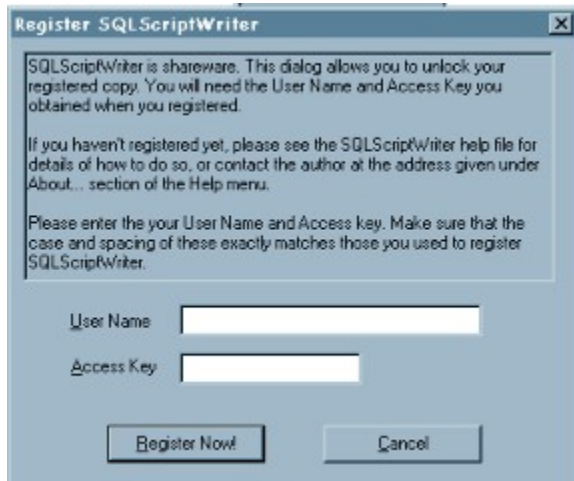 Register SQLScriptWriter
SQLScriptWriter is shareware. This dialog allows you to unlock your
registered copy. You will need the User Name and Access Key you
obtained when you registered.
If you haven't registered yet, please see the SQLScriptWriter help file for
details of how to do so, or contact the author at the address given under
About... section of the Help menu.
Please enter the your User Name and Access key. Make sure that the
case and spacing of these exactly matches those you used to register
SQLScriptWriter.
User Name
Access Key
Register Now!
Cancel